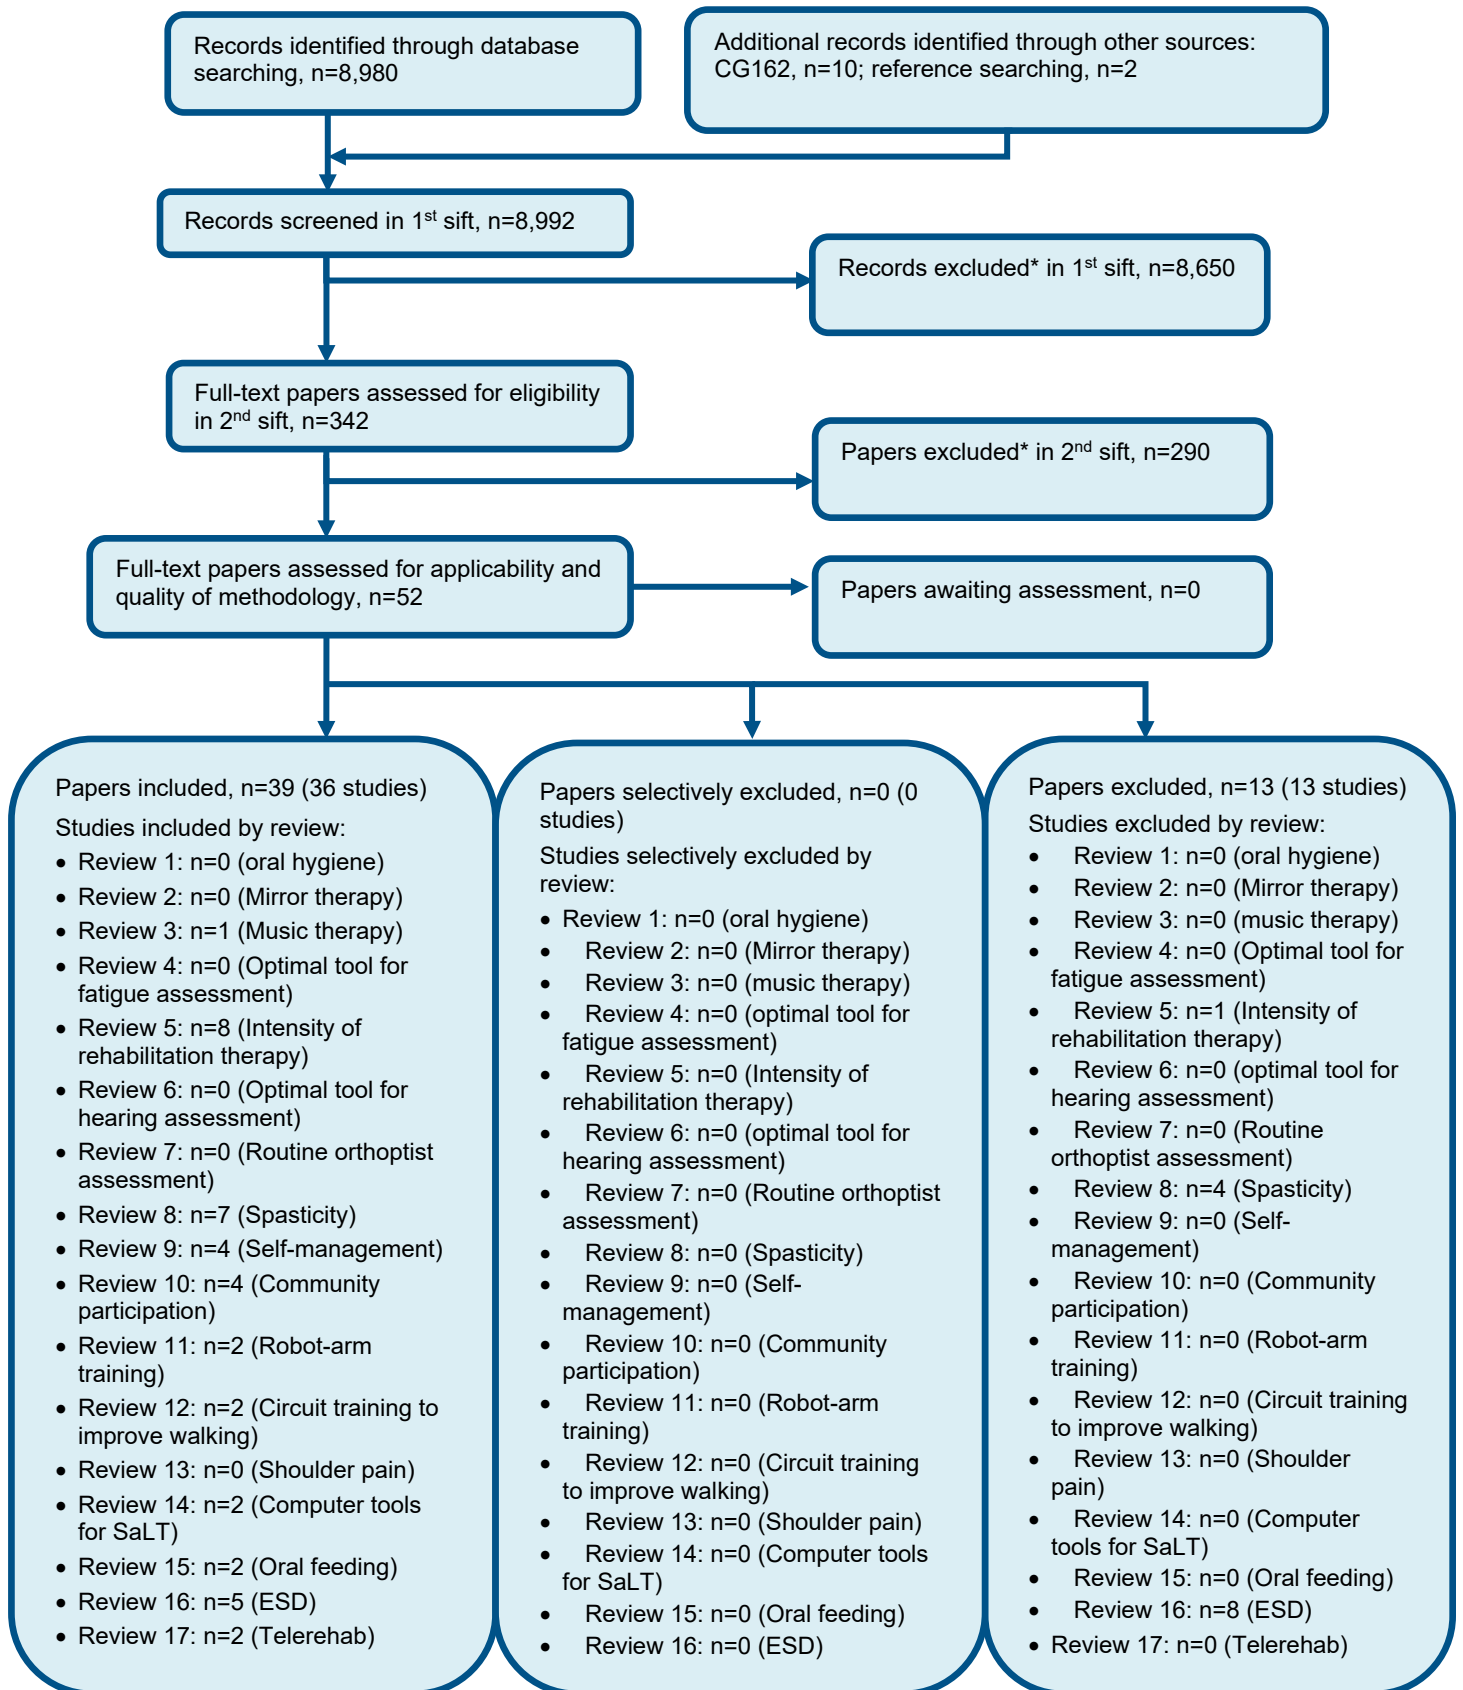 Records identified through database
searching, n=8,980
Additional records identified through other sources:
CG162, n=10; reference searching, n=2
Records screened in 1st sift, n=8,992
Records excluded* in 1st sift, n=8,650
Full-text papers assessed for eligibility
in 2nd sift, n=342
Papers excluded* in 2nd sift, n=290
Full-text papers assessed for applicability and
quality of methodology, n=52
Papers awaiting assessment, n=0
Papers included, n=39 (36 studies)
Studies included by review:
• Review 1: n=0 (oral hygiene)
• Review 2: n=0 (Mirror therapy)
• Review 3: n=1 (Music therapy)
• Review 4: n=0 (Optimal tool for
fatigue assessment)
• Review 5: n=8 (Intensity of
rehabilitation therapy)
• Review 6: n=0 (Optimal tool for
hearing assessment)
• Review 7: n=0 (Routine orthoptist
assessment)
• Review 8: n=7 (Spasticity)
• Review 9: n=4 (Self-management)
• Review 10: n=4 (Community
participation)
• Review 11: n=2 (Robot-arm
training)
• Review 12: n=2 (Circuit training to
improve walking)
• Review 13: n=0 (Shoulder pain)
• Review 14: n=2 (Computer tools
for SaLT)
• Review 15: n=2 (Oral feeding)
• Review 16: n=5 (ESD)
• Review 17: n=2 (Telerehab)
Papers selectively excluded, n=0 (0
studies)
Studies selectively excluded by
review:
• Review 1: n=0 (oral hygiene)
• Review 2: n=0 (Mirror therapy)
• Review 3: n=0 (music therapy)
• Review 4: n=0 (optimal tool for
fatigue assessment)
• Review 5: n=0 (Intensity of
rehabilitation therapy)
• Review 6: n=0 (optimal tool for
hearing assessment)
• Review 7: n=0 (Routine orthoptist
assessment)
• Review 8: n=0 (Spasticity)
• Review 9: n=0 (Self-
management)
• Review 10: n=0 (Community
participation)
• Review 11: n=0 (Robot-arm
training)
• Review 12: n=0 (Circuit training
to improve walking)
• Review 13: n=0 (Shoulder pain)
• Review 14: n=0 (Computer tools
for SaLT)
• Review 15: n=0 (Oral feeding)
• Review 16: n=0 (ESD)
Papers excluded, n=13 (13 studies)
Studies excluded by review:
• Review 1: n=0 (oral hygiene)
• Review 2: n=0 (Mirror therapy)
• Review 3: n=0 (music therapy)
• Review 4: n=0 (Optimal tool for
fatigue assessment)
• Review 5: n=1 (Intensity of
rehabilitation therapy)
• Review 6: n=0 (optimal tool for
hearing assessment)
• Review 7: n=0 (Routine
orthoptist assessment)
• Review 8: n=4 (Spasticity)
• Review 9: n=0 (Self-
management)
• Review 10: n=0 (Community
participation)
• Review 11: n=0 (Robot-arm
training)
• Review 12: n=0 (Circuit training
to improve walking)
• Review 13: n=0 (Shoulder
pain)
• Review 14: n=0 (Computer
tools for SaLT)
• Review 15: n=0 (Oral feeding)
• Review 16: n=8 (ESD)
• Review 17: n=0 (Telerehab)